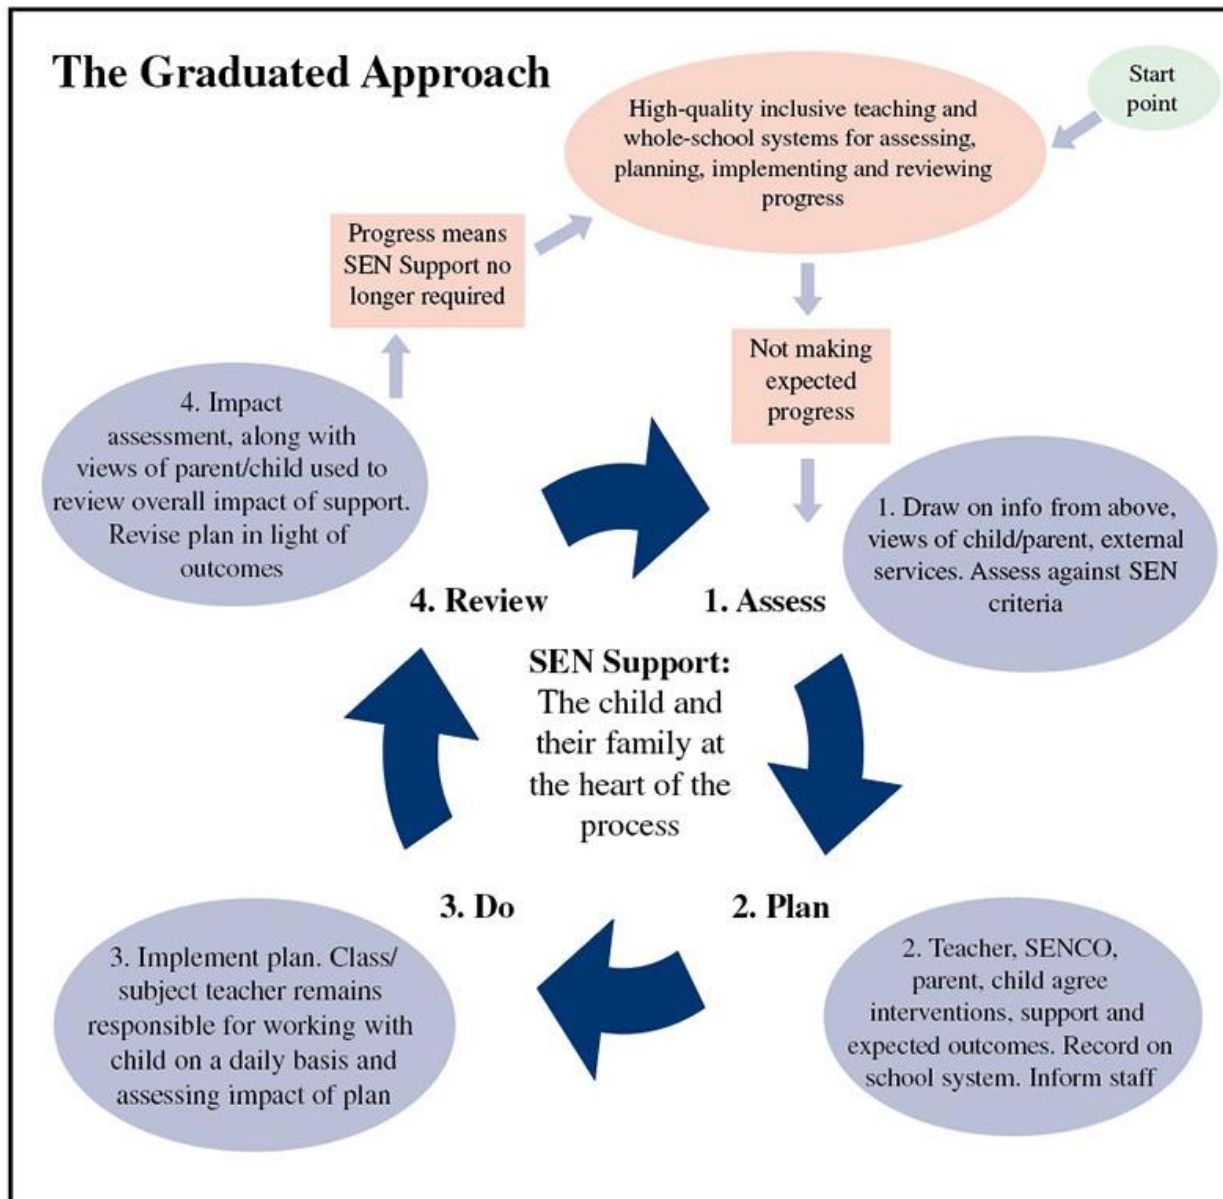 The Graduated Approach
Start
point
High-quality inclusive teaching and
whole-school systems for assessing,
planning, implementing and reviewing
progress
Progress means
SEN Support no
longer required
Not making
expected
progress
4. Impact
assessment, along with
views of parent/child used to
review overall impact of support.
Revise plan in light of
outcomes
1. Draw on info from above,
views of child/parent, external
services. Assess against SEN
criteria
4. Review
1. Assess
SEN Support:
The child and
their family at
the heart of the
process
3. Do
2. Plan
3. Implement plan. Class/
subject teacher remains
responsible for working with
child on a daily basis and
assessing impact of plan
2. Teacher, SENCO,
parent, child agree
interventions, support and
expected outcomes. Record on
school system. Inform staff